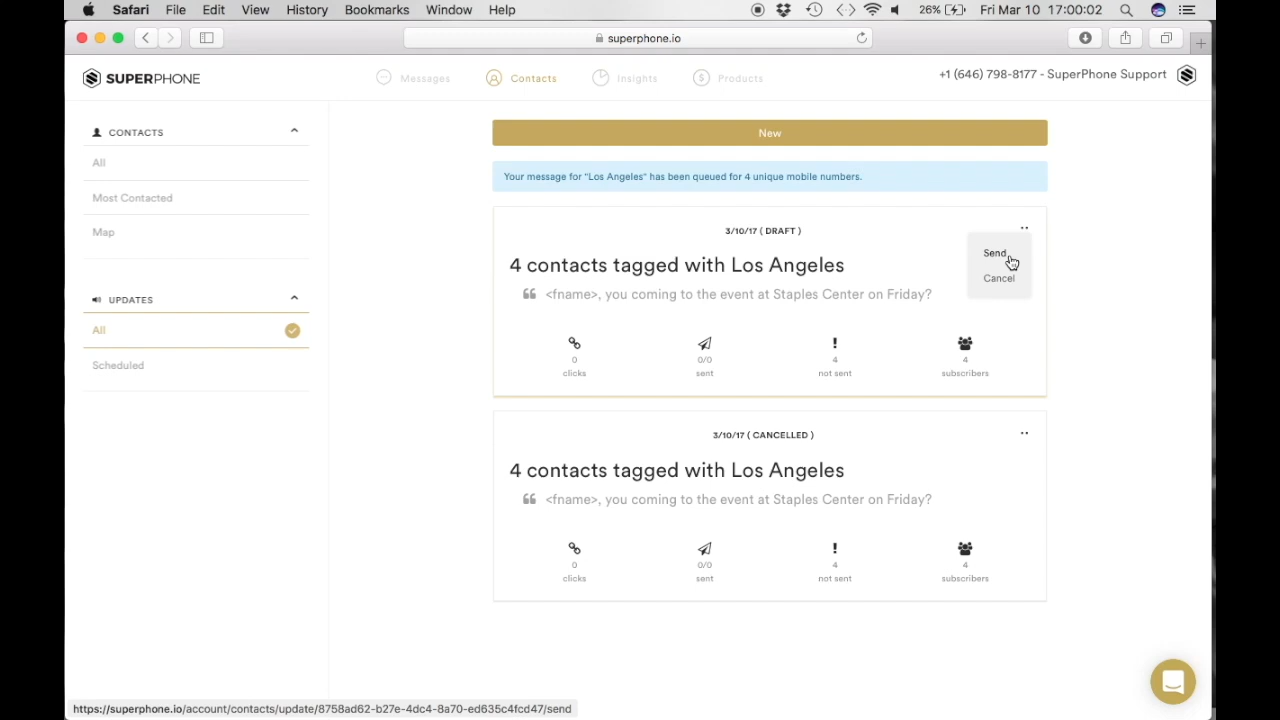 Safari File Edit View History Bookmarks Window Help 26% Fri Mar 10 17:00:02
superphone.io
SUPERPHONE Messages Contacts Insights Products +1 (646) 798-8177 - SuperPhone Support
CONTACTS
All
Most Contacted
Map
UPDATES
All
Scheduled
New
Your message for "Los Angeles" has been queued for 4 unique mobile numbers.
3/10/17 ( DRAFT )
Send
Cancel
4 contacts tagged with Los Angeles
<fname>, you coming to the event at Staples Center on Friday?
0 0/0 4 4
clicks sent not sent subscribers
3/10/17 ( CANCELLED )
4 contacts tagged with Los Angeles
<fname>, you coming to the event at Staples Center on Friday?
0 0/0 4 4
clicks sent not sent subscribers
https://superphone.io/account/contacts/update/8758ad62-b27e-4dc4-8a70-ed635c4fcd47/send